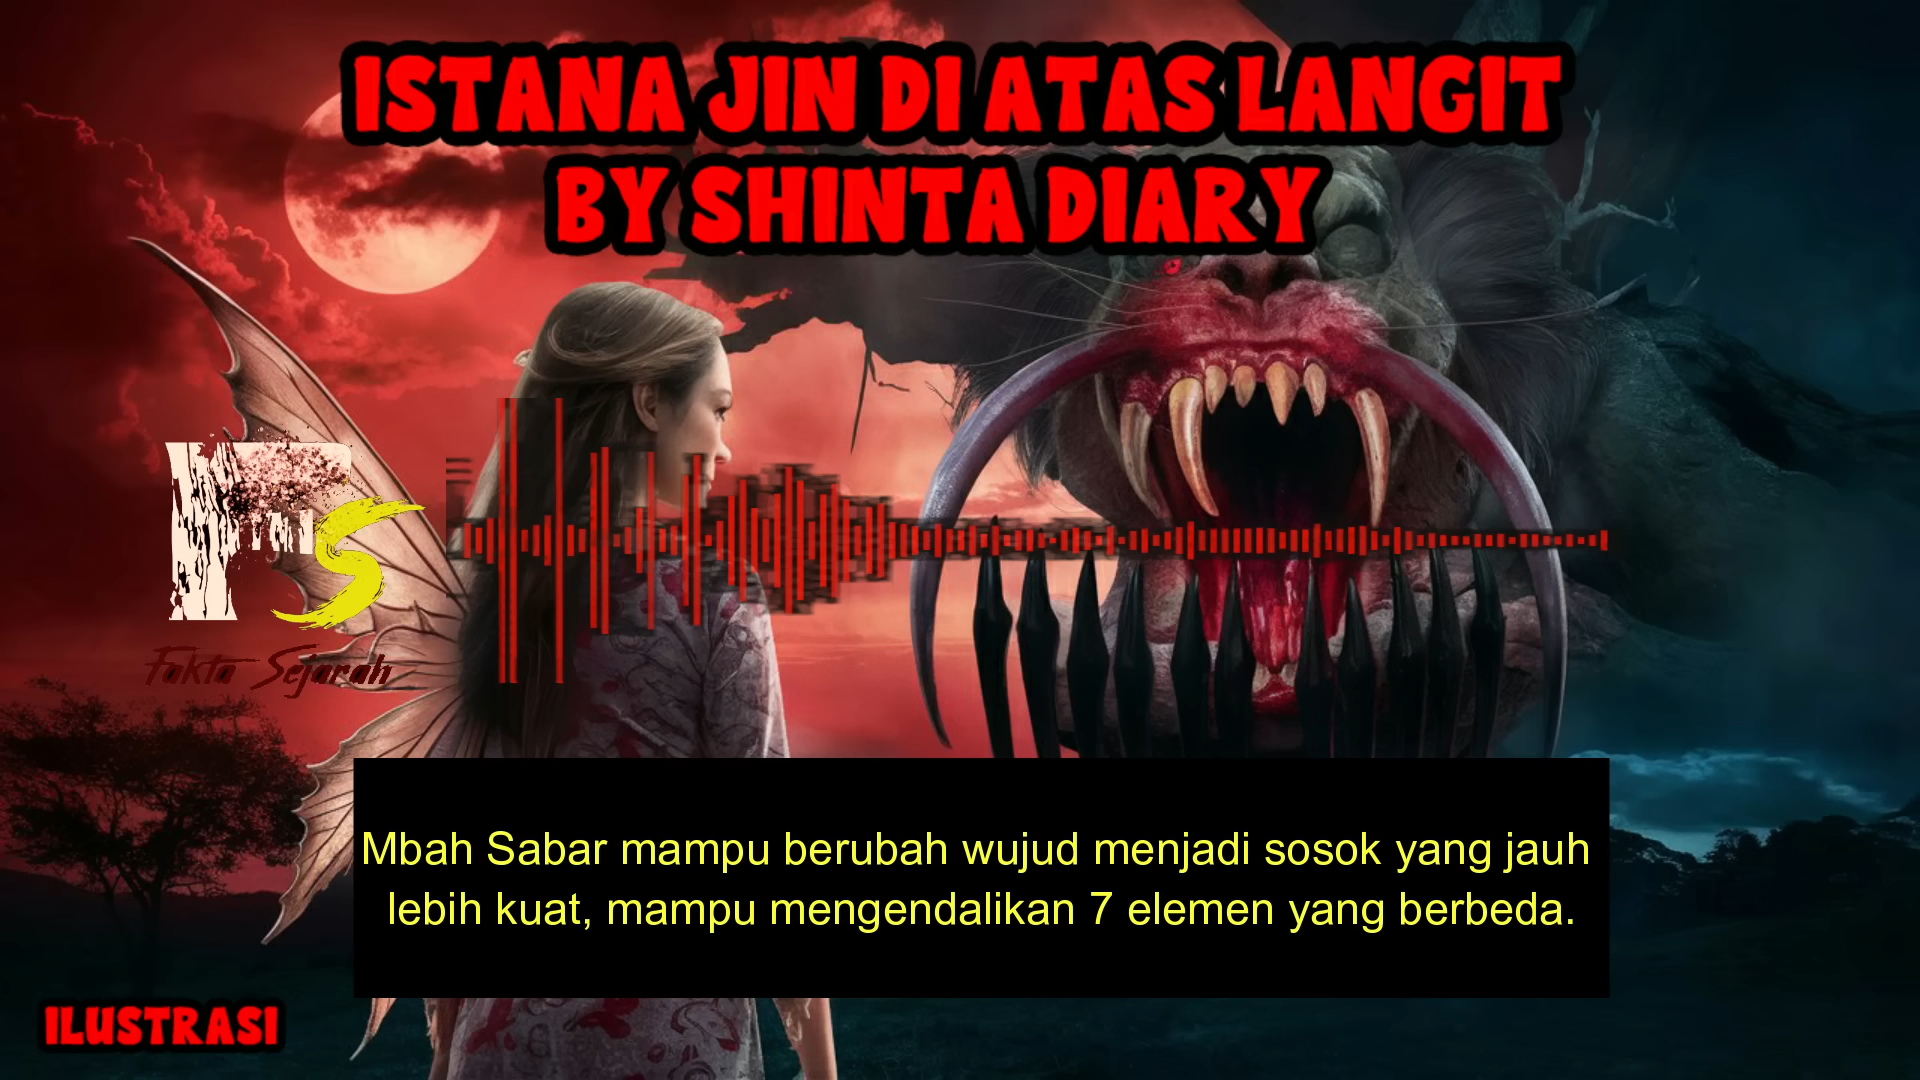 ISTANA JIN DI ATAS LANGIT
BY SHINTA DIARY
FS
Fakta Sejarah
Mbah Sabar mampu berubah wujud menjadi sosok yang jauh
lebih kuat, mampu mengendalikan 7 elemen yang berbeda.
ILUSTRASI